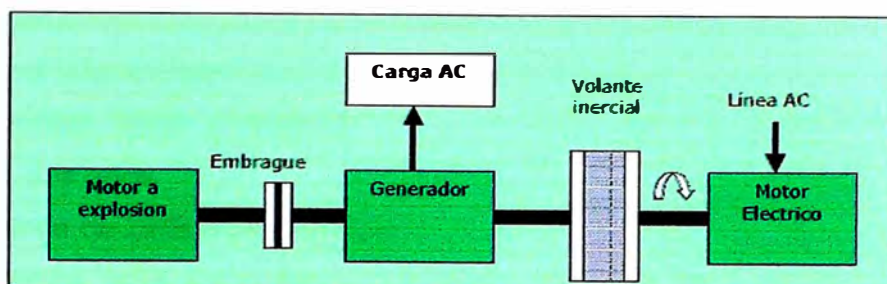 Carga AC
Volante
inercial
Linea AC
Embrague
Motor a
explosion
Generador
Motor
Electrico